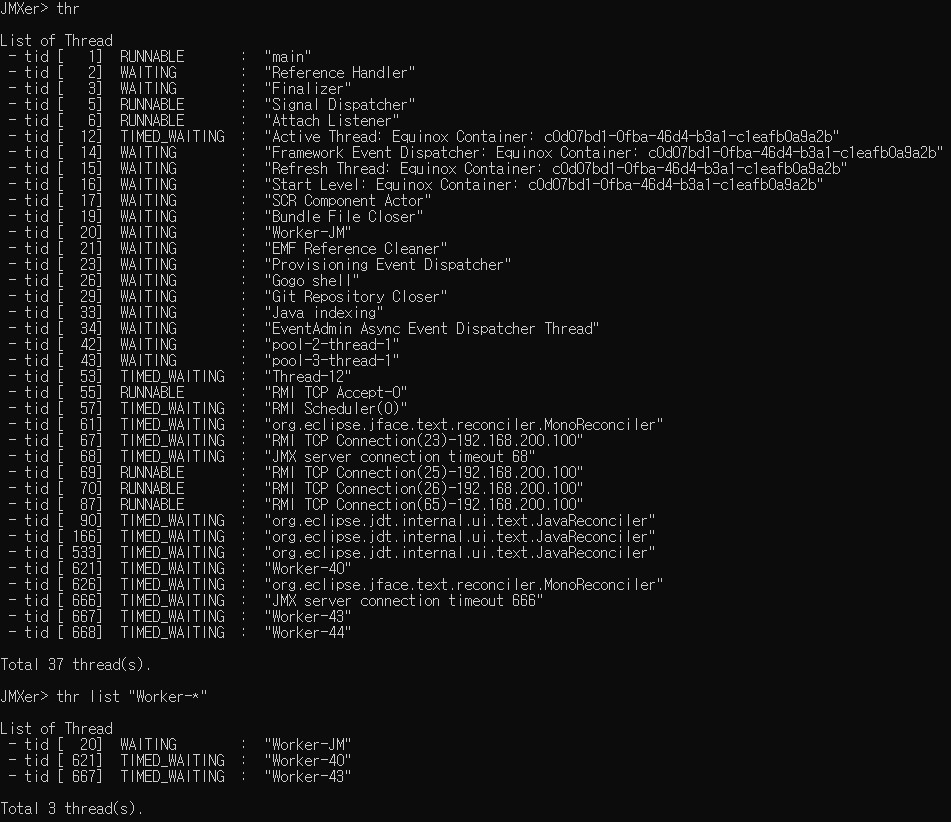 JMXer> thr
List of Thread
 - tid [   1]  RUNNABLE       :  "main"
 - tid [   2]  WAITING        :  "Reference Handler"
 - tid [   3]  WAITING        :  "Finalizer"
 - tid [   5]  RUNNABLE       :  "Signal Dispatcher"
 - tid [   6]  RUNNABLE       :  "Attach Listener"
 - tid [  12]  TIMED_WAITING  :  "Active Thread: Equinox Container: c0d07bd1-0fba-46d4-b3a1-c1eafb0a9a2b"
 - tid [  14]  WAITING        :  "Framework Event Dispatcher: Equinox Container: c0d07bd1-0fba-46d4-b3a1-c1eafb0a9a2b"
 - tid [  15]  WAITING        :  "Refresh Thread: Equinox Container: c0d07bd1-0fba-46d4-b3a1-c1eafb0a9a2b"
 - tid [  16]  WAITING        :  "Start Level: Equinox Container: c0d07bd1-0fba-46d4-b3a1-c1eafb0a9a2b"
 - tid [  17]  WAITING        :  "SCR Component Actor"
 - tid [  19]  WAITING        :  "Bundle File Closer"
 - tid [  20]  WAITING        :  "Worker-JM"
 - tid [  21]  WAITING        :  "EMF Reference Cleaner"
 - tid [  23]  WAITING        :  "Provisioning Event Dispatcher"
 - tid [  26]  WAITING        :  "Gogo shell"
 - tid [  29]  WAITING        :  "Git Repository Closer"
 - tid [  33]  WAITING        :  "Java indexing"
 - tid [  34]  WAITING        :  "EventAdmin Async Event Dispatcher Thread"
 - tid [  42]  WAITING        :  "pool-2-thread-1"
 - tid [  43]  WAITING        :  "pool-3-thread-1"
 - tid [  53]  TIMED_WAITING  :  "Thread-12"
 - tid [  55]  RUNNABLE       :  "RMI TCP Accept-0"
 - tid [  57]  TIMED_WAITING  :  "RMI Scheduler(0)"
 - tid [  61]  TIMED_WAITING  :  "org.eclipse.jface.text.reconciler.MonoReconciler"
 - tid [  67]  TIMED_WAITING  :  "RMI TCP Connection(23)-192.168.200.100"
 - tid [  68]  TIMED_WAITING  :  "JMX server connection timeout 68"
 - tid [  69]  RUNNABLE       :  "RMI TCP Connection(25)-192.168.200.100"
 - tid [  70]  RUNNABLE       :  "RMI TCP Connection(26)-192.168.200.100"
 - tid [  87]  RUNNABLE       :  "RMI TCP Connection(65)-192.168.200.100"
 - tid [  90]  TIMED_WAITING  :  "org.eclipse.jdt.internal.ui.text.JavaReconciler"
 - tid [ 166]  TIMED_WAITING  :  "org.eclipse.jdt.internal.ui.text.JavaReconciler"
 - tid [ 533]  TIMED_WAITING  :  "org.eclipse.jdt.internal.ui.text.JavaReconciler"
 - tid [ 621]  TIMED_WAITING  :  "Worker-40"
 - tid [ 626]  TIMED_WAITING  :  "org.eclipse.jface.text.reconciler.MonoReconciler"
 - tid [ 666]  TIMED_WAITING  :  "JMX server connection timeout 666"
 - tid [ 667]  TIMED_WAITING  :  "Worker-43"
 - tid [ 668]  TIMED_WAITING  :  "Worker-44"
Total 37 thread(s).
JMXer> thr list "Worker-*"
List of Thread
 - tid [  20]  WAITING        :  "Worker-JM"
 - tid [ 621]  TIMED_WAITING  :  "Worker-40"
 - tid [ 667]  TIMED_WAITING  :  "Worker-43"
Total 3 thread(s).